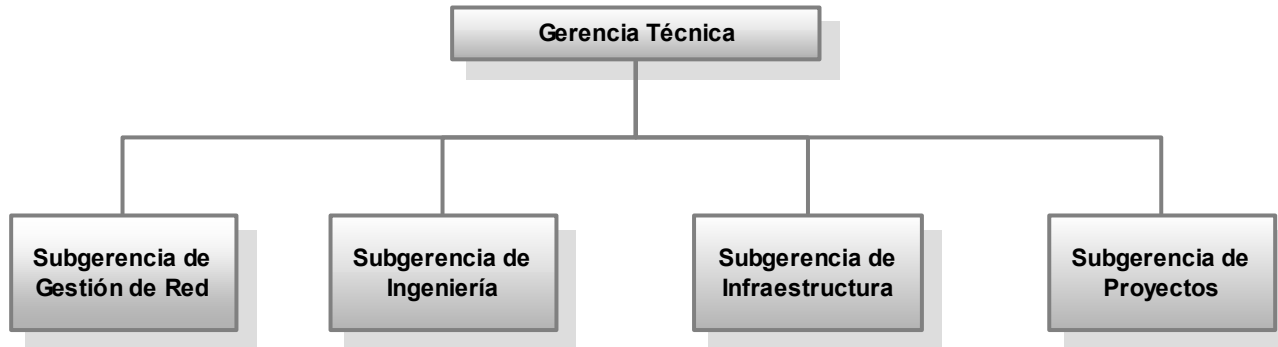 Gerencia Técnica
Subgerencia de
Gestión de Red
Subgerencia de
Ingeniería
Subgerencia de
Infraestructura
Subgerencia de
Proyectos